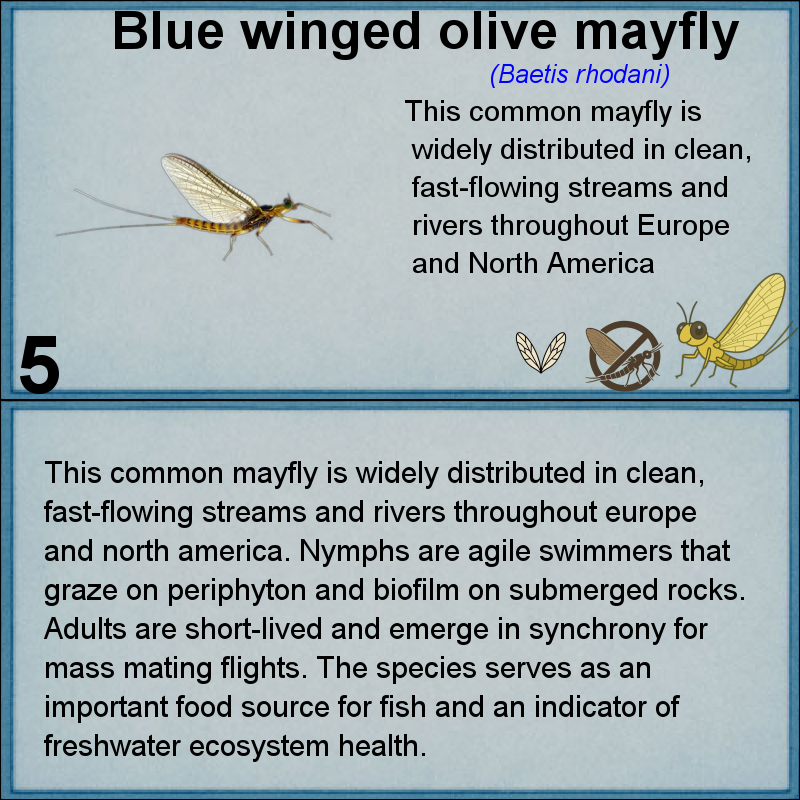 Blue winged olive mayfly
(Baetis rhodani)
This common mayfly is
widely distributed in clean,
fast-flowing streams and
rivers throughout Europe
and North America
5
This common mayfly is widely distributed in clean,
fast-flowing streams and rivers throughout europe
and north america. Nymphs are agile swimmers that
graze on periphyton and biofilm on submerged rocks.
Adults are short-lived and emerge in synchrony for
mass mating flights. The species serves as an
important food source for fish and an indicator of
freshwater ecosystem health.